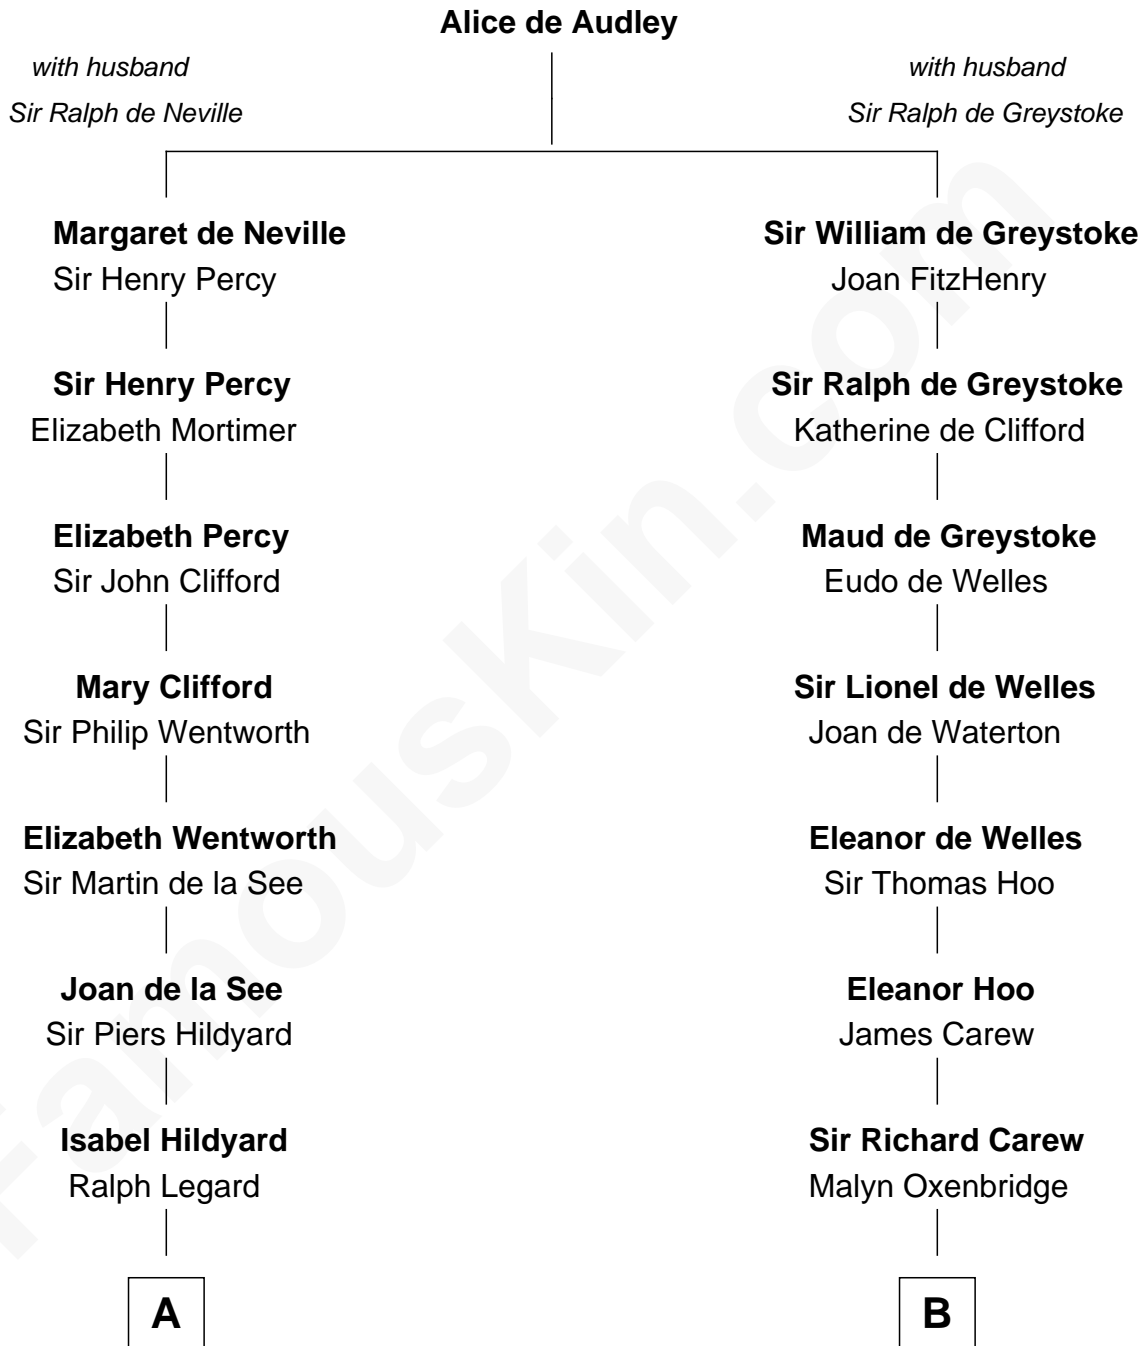 Alice de Audley
with husband
Sir Ralph de Neville
with husband
Sir Ralph de Greystoke
Margaret de Neville
Sir Henry Percy
Sir William de Greystoke
Joan FitzHenry
Sir Henry Percy
Elizabeth Mortimer
Sir Ralph de Greystoke
Katherine de Clifford
Elizabeth Percy
Sir John Clifford
Maud de Greystoke
Eudo de Welles
Mary Clifford
Sir Philip Wentworth
Sir Lionel de Welles
Joan de Waterton
Elizabeth Wentworth
Sir Martin de la See
Eleanor de Welles
Sir Thomas Hoo
Joan de la See
Sir Piers Hildyard
Eleanor Hoo
James Carew
Isabel Hildyard
Ralph Legard
Sir Richard Carew
Malyn Oxenbridge
A
B
FamousKin.com